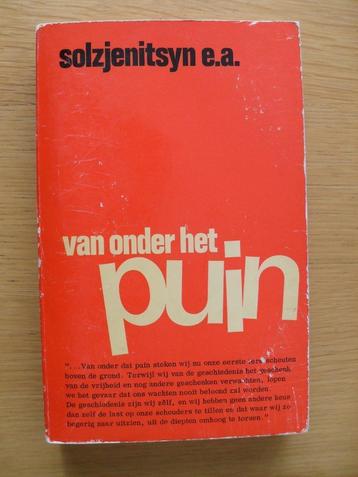 solzjenitsyn e.a.
van onder het
puin
"...Van onder dat puin steken wij nu onze eerste ijle scheuten
boven de grond. Terwijl wij van de geschiedenis het geschenk
van de vrijheid en nog andere geschenken verwachten, lopen
we het gevaar dat ons wachten nooit beloond zal worden.
De geschiedenis zijn wij zèlf, en wij hebben geen andere keus
dan zelf de last op onze schouders te tillen en dat waar wij zo
begerig naar uitzien, uit de diepten omhoog te torsen."